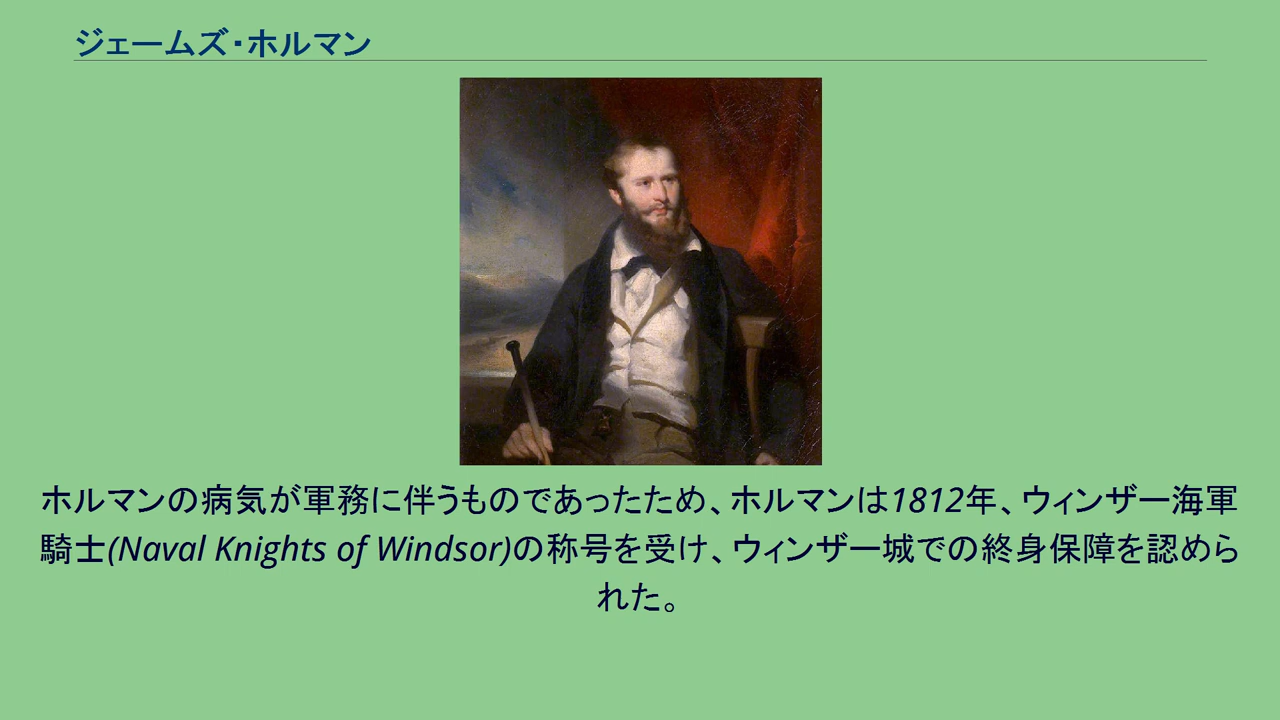 ジェームズ・ホルマン
ホルマンの病気が軍務に伴うものであったため、ホルマンは1812年、ウィンザー海軍
騎士(Naval Knights of Windsor)の称号を受け、ウィンザー城での終身保障を認めら
れた。